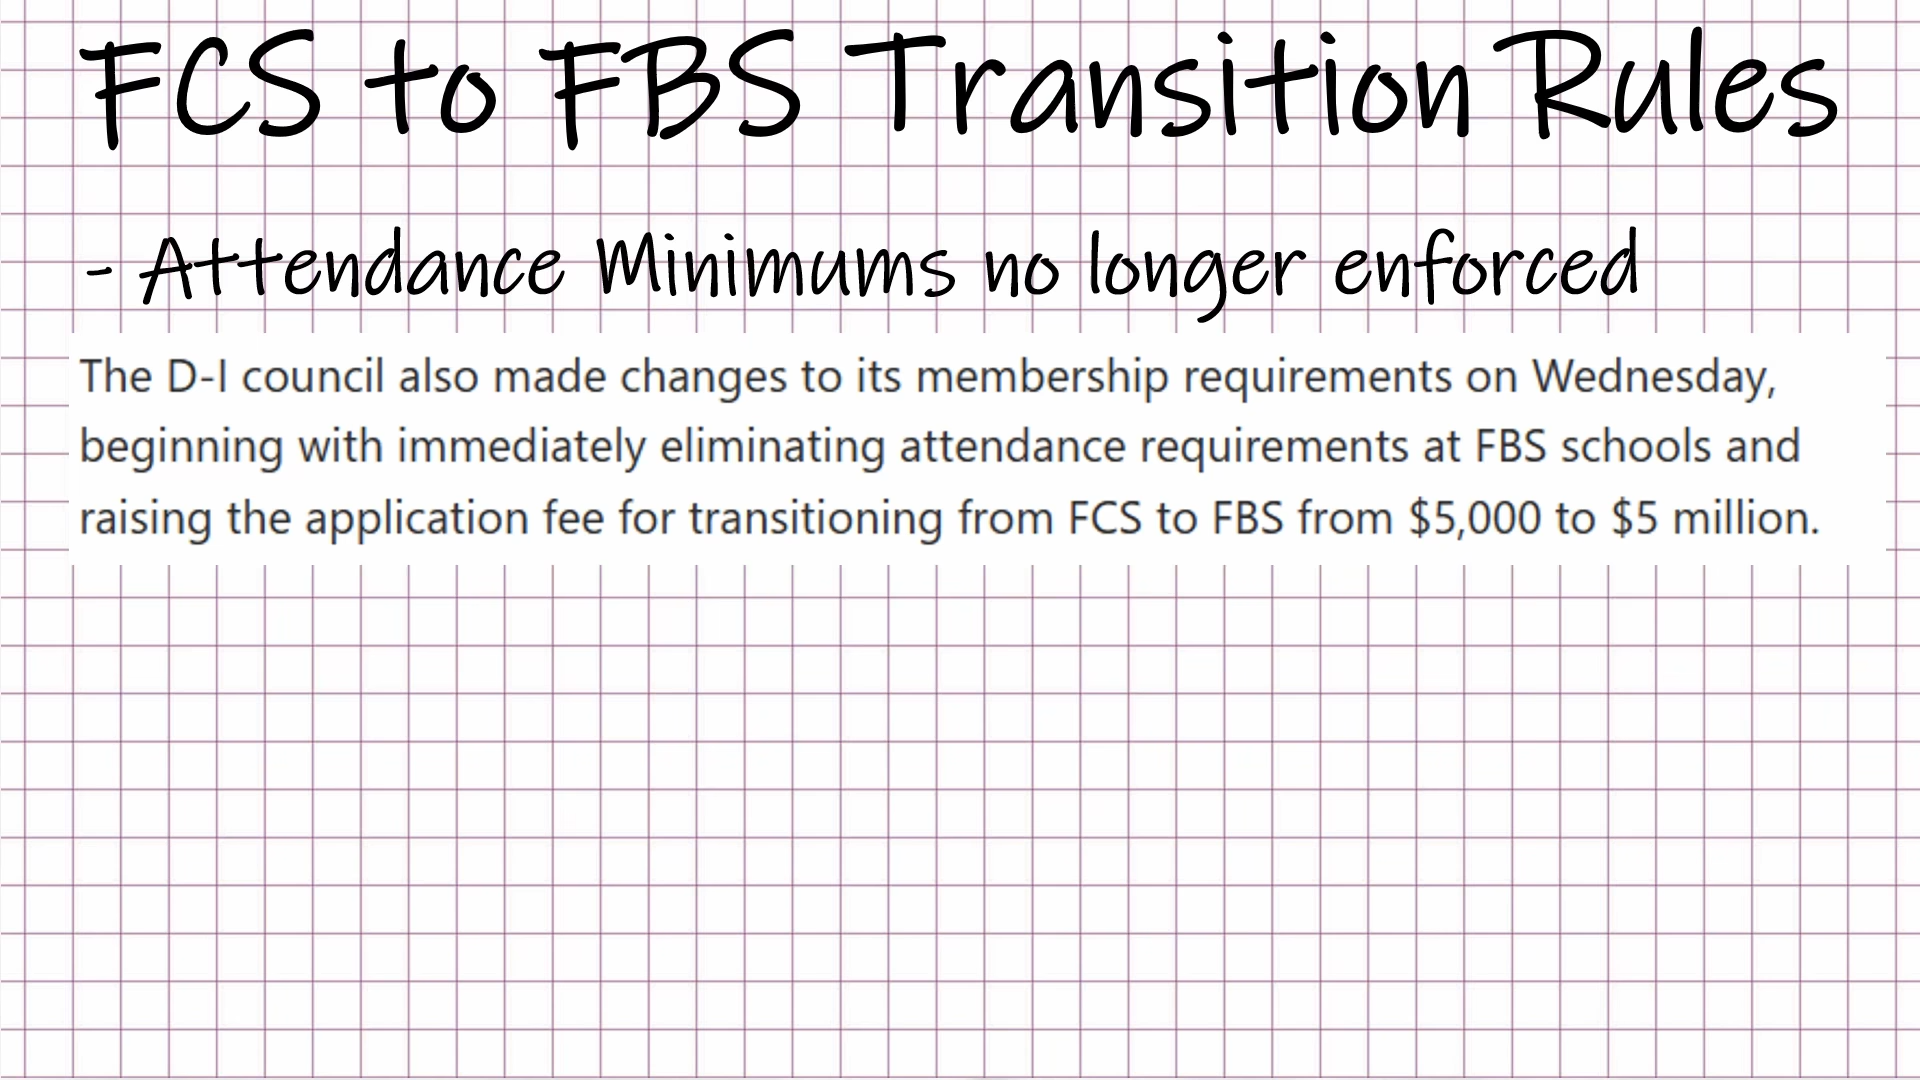 FCS to FBS Transition Rules
- Attendance Minimums no longer enforced
The D-I council also made changes to its membership requirements on Wednesday,
beginning with immediately eliminating attendance requirements at FBS schools and
raising the application fee for transitioning from FCS to FBS from $5,000 to $5 million.